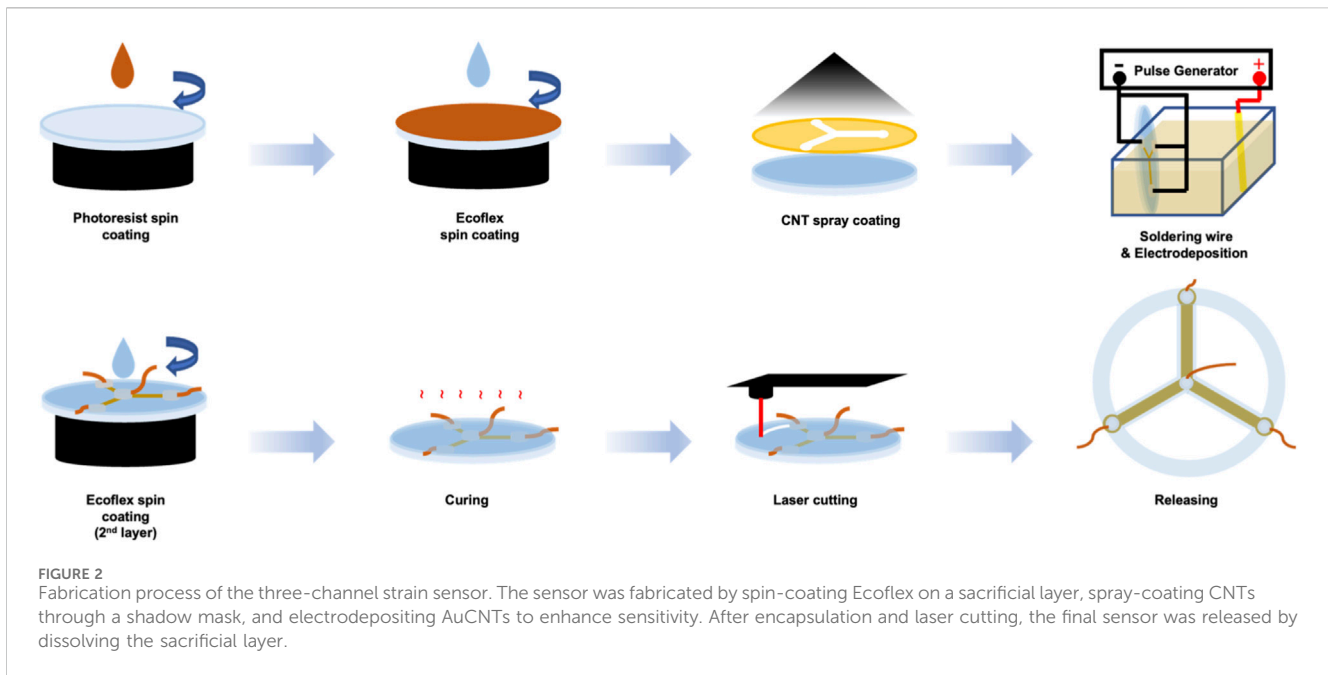 - Pulse Generator +
Photoresist spin
coating
Ecoflex
spin coating
CNT spray coating
Soldering wire
& Electrodeposition
Ecoflex spin
coating
(2nd layer)
Curing
Laser cutting
Releasing
FIGURE 2
Fabrication process of the three-channel strain sensor. The sensor was fabricated by spin-coating Ecoflex on a sacrificial layer, spray-coating CNTs
through a shadow mask, and electrodepositing AuCNTs to enhance sensitivity. After encapsulation and laser cutting, the final sensor was released by
dissolving the sacrificial layer.